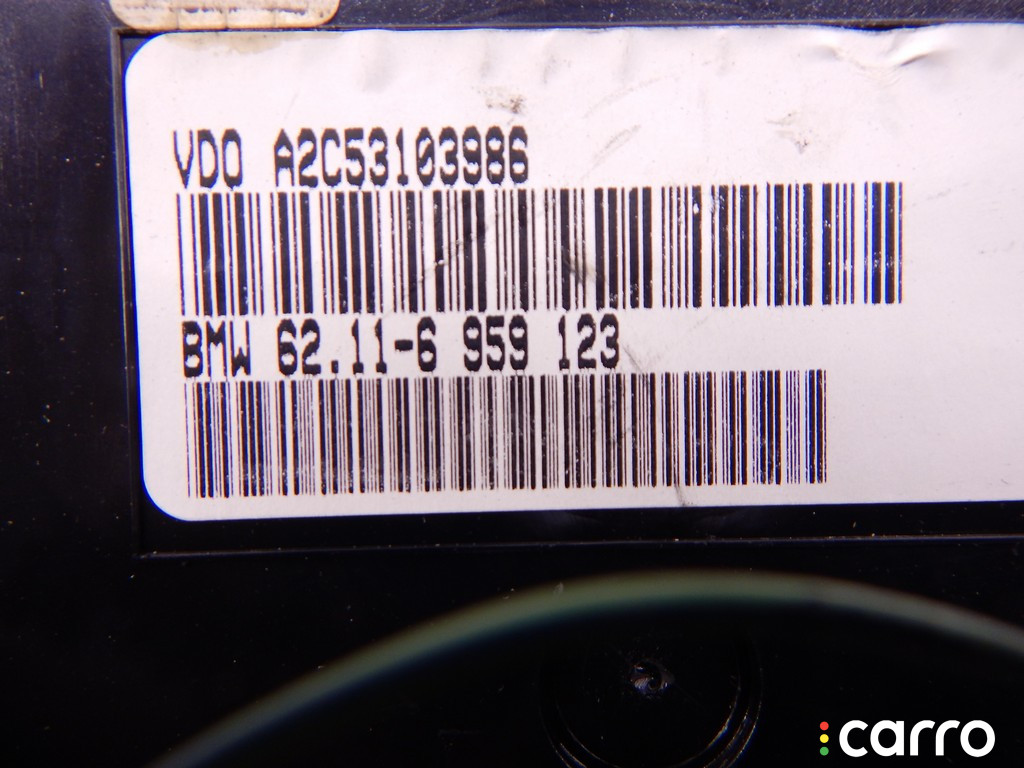 VDO A2C53103986
BMW 62.11-6 959 123
carro